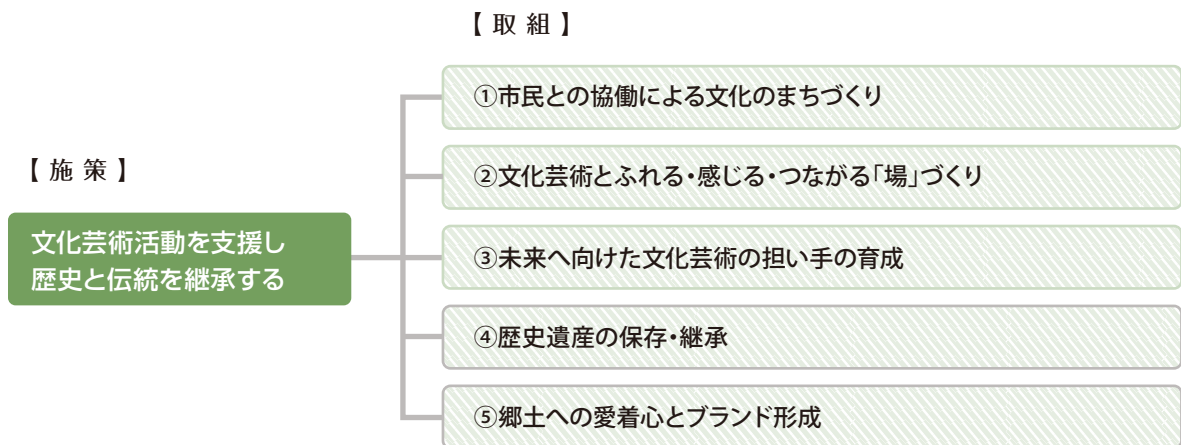 【取組】
①市民との協働による文化のまちづくり
【施策】
②文化芸術とふれる・感じる・つながる「場」づくり
文化芸術活動を支援し
歴史と伝統を継承する
③未来へ向けた文化芸術の担い手の育成
④歴史遺産の保存・継承
⑤郷土への愛着心とブランド形成